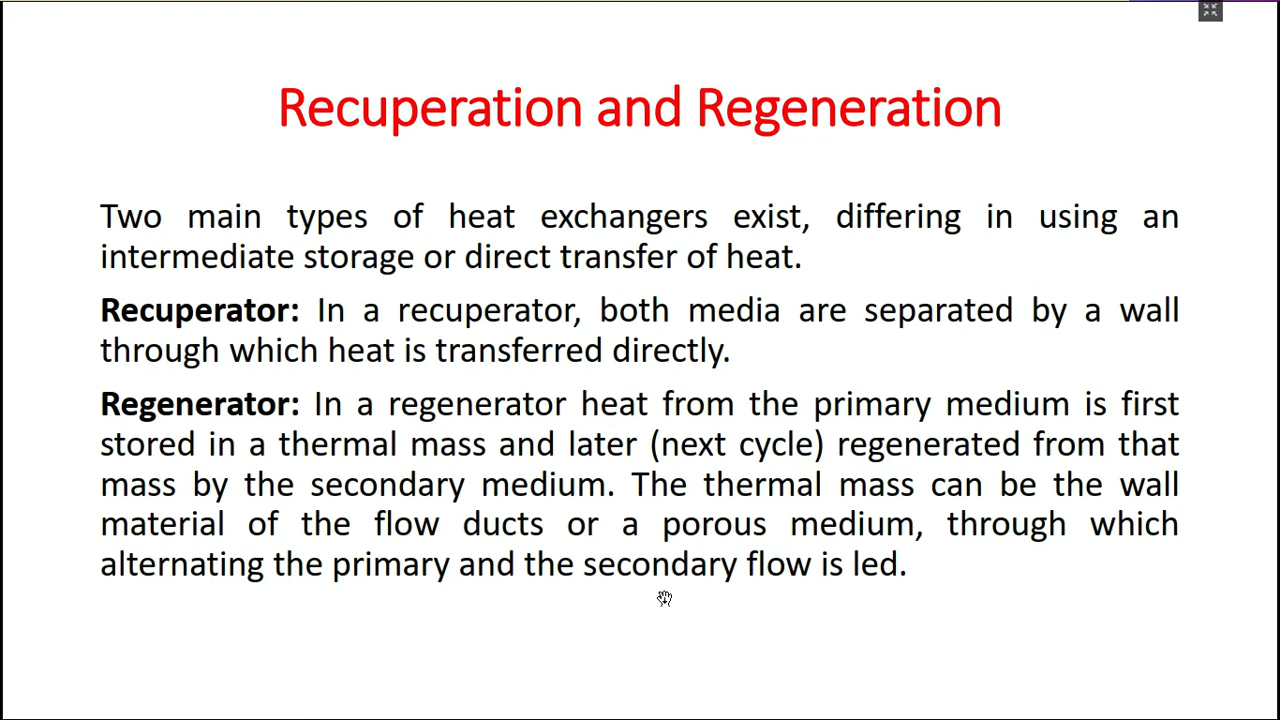 Recuperation and Regeneration
Two main types of heat exchangers exist, differing in using an
intermediate storage or direct transfer of heat.
Recuperator: In a recuperator, both media are separated by a wall
through which heat is transferred directly.
Regenerator: In a regenerator heat from the primary medium is first
stored in a thermal mass and later (next cycle) regenerated from that
mass by the secondary medium. The thermal mass can be the wall
material of the flow ducts or a porous medium, through which
alternating the primary and the secondary flow is led.